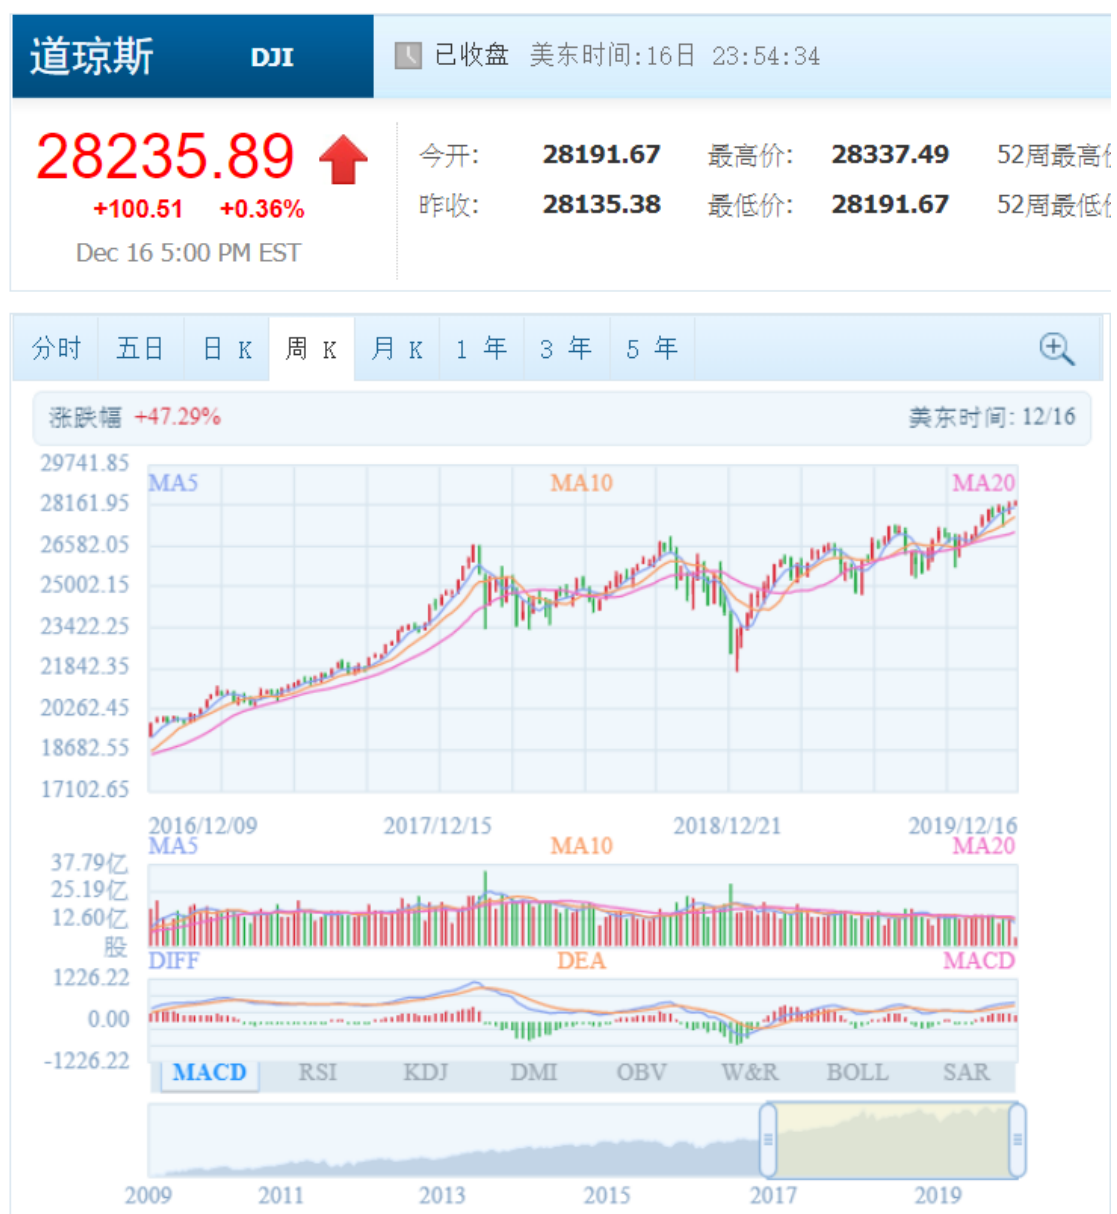 道琼斯 DJI 已收盘 美东时间:16日 23:54:34
28235.89 今开: 28191.67 最高价: 28337.49 52周最高
+100.51 +0.36% 昨收: 28135.38 最低价: 28191.67 52周最低
Dec 16 5:00 PM EST
分时 五日 日 K 周 K 月 K 1 年 3 年 5 年
涨跌幅 +47.29% 美东时间: 12/16
29741.85
MA5 MA10 MA20
28161.95
26582.05
25002.15
23422.25
21842.35
20262.45
18682.55
17102.65
2016/12/09 2017/12/15 2018/12/21 2019/12/16
MA5 MA10 MA20
37.79亿
25.19亿
12.60亿
股
DIFF DEA MACD
1226.22
0.00
-1226.22
MACD RSI KDJ DMI OBV W&R BOLL SAR
2009 2011 2013 2015 2017 2019